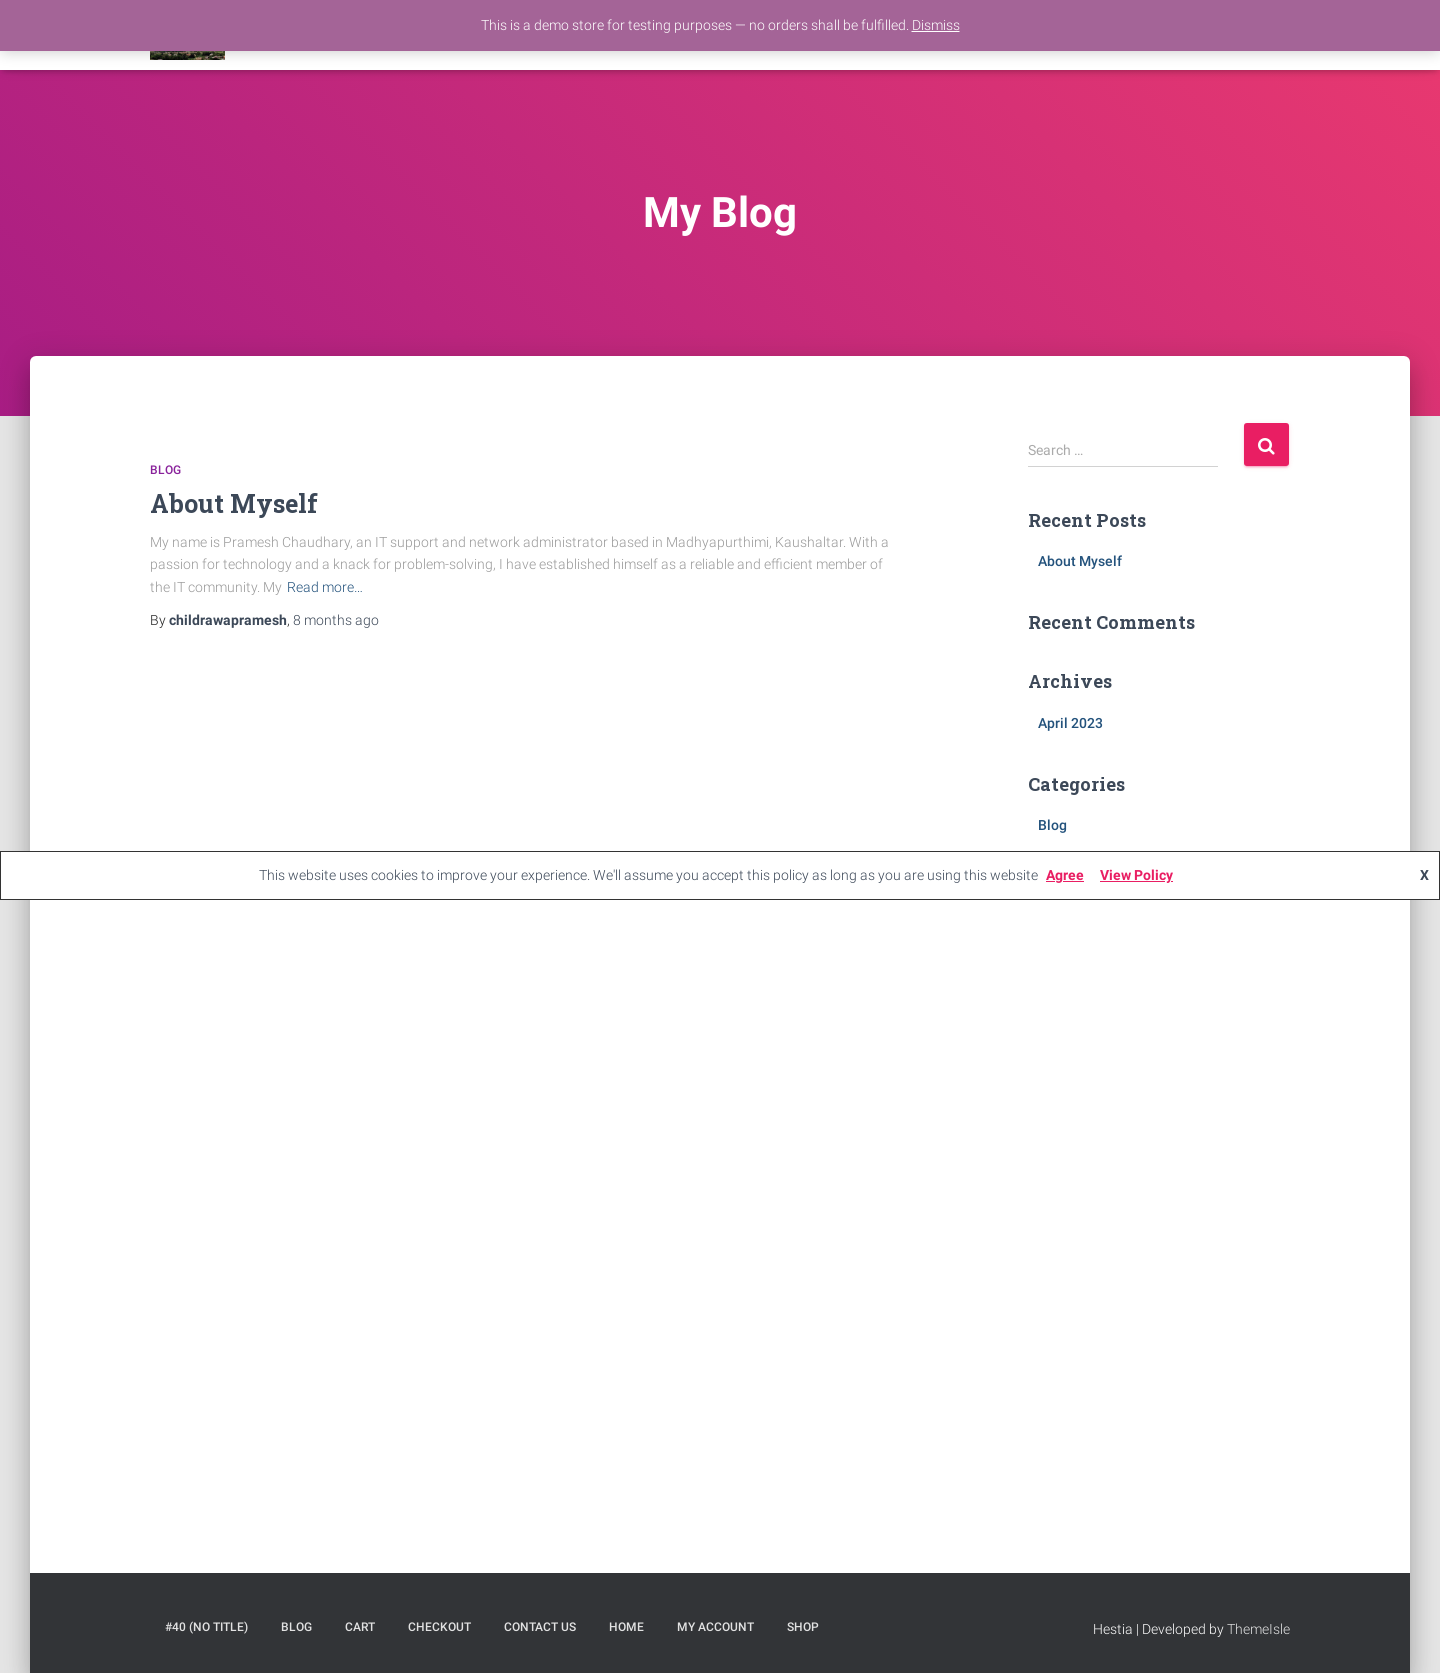 This is a demo store for testing purposes — no orders shall be fulfilled. Dismiss
My Blog
BLOG
About Myself
My name is Pramesh Chaudhary, an IT support and network administrator based in Madhyapurthimi, Kaushaltar. With a
passion for technology and a knack for problem-solving, I have established himself as a reliable and efficient member of
the IT community. My Read more…
By childrawapramesh, 8 months ago
Search …
Recent Posts
About Myself
Recent Comments
Archives
April 2023
Categories
Blog
This website uses cookies to improve your experience. We'll assume you accept this policy as long as you are using this website Agree View Policy X
#40 (NO TITLE) BLOG CART CHECKOUT CONTACT US HOME MY ACCOUNT SHOP
Hestia | Developed by ThemeIsle